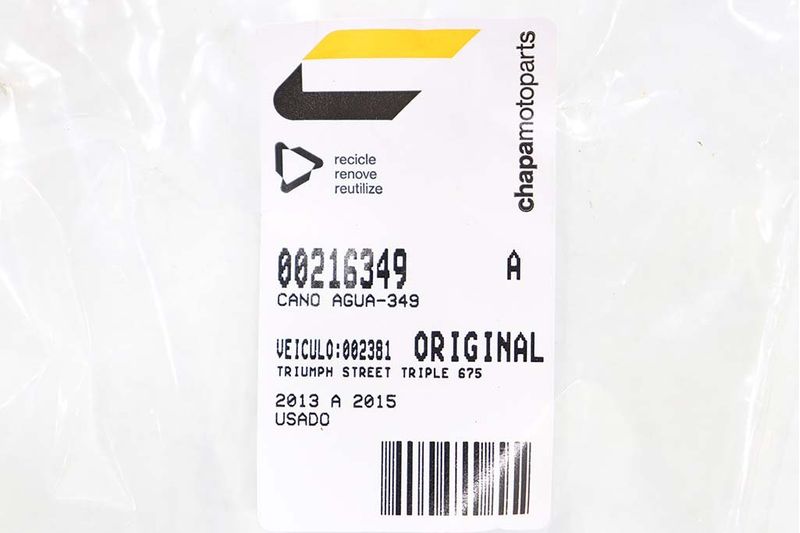 chapamotoparts
recicle
renove
reutilize
00216349 A
CANO AGUA-349
VEICULO:002381 ORIGINAL
TRIUMPH STREET TRIPLE 675
2013 A 2015
USADO